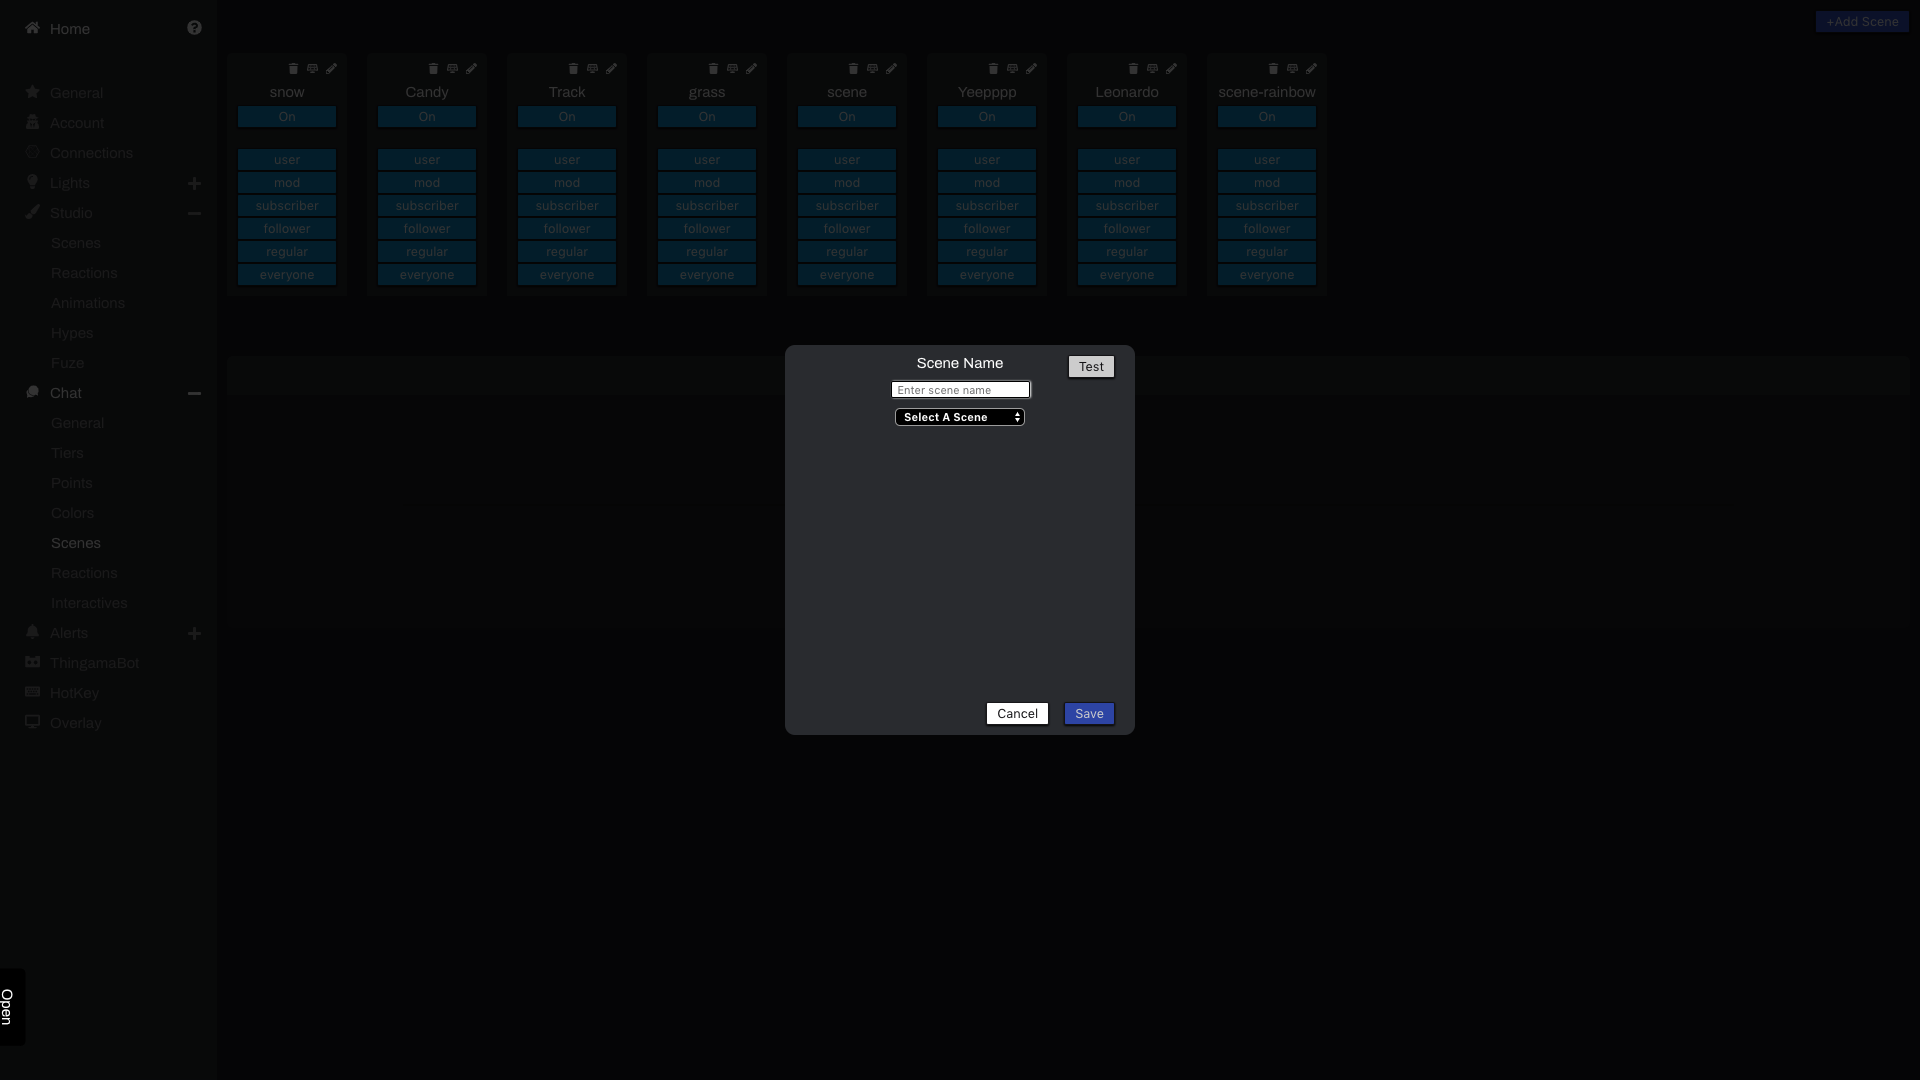 Home
+Add Scene
General
Account
Connections
Lights
Studio
Scenes
Reactions
Animations
Hypes
Fuze
Chat
General
Tiers
Points
Colors
Scenes
Reactions
Interactives
Alerts
ThingamaBot
HotKey
Overlay
Open
snow
On
user
mod
subscriber
follower
regular
everyone
Candy
On
user
mod
subscriber
follower
regular
everyone
Track
On
user
mod
subscriber
follower
regular
everyone
grass
On
user
mod
subscriber
follower
regular
everyone
scene
On
user
mod
subscriber
follower
regular
everyone
Yeepppp
On
user
mod
subscriber
follower
regular
everyone
Leonardo
On
user
mod
subscriber
follower
regular
everyone
scene-rainbow
On
user
mod
subscriber
follower
regular
everyone
Scene Name
Test
Enter scene name
Select A Scene
Cancel
Save